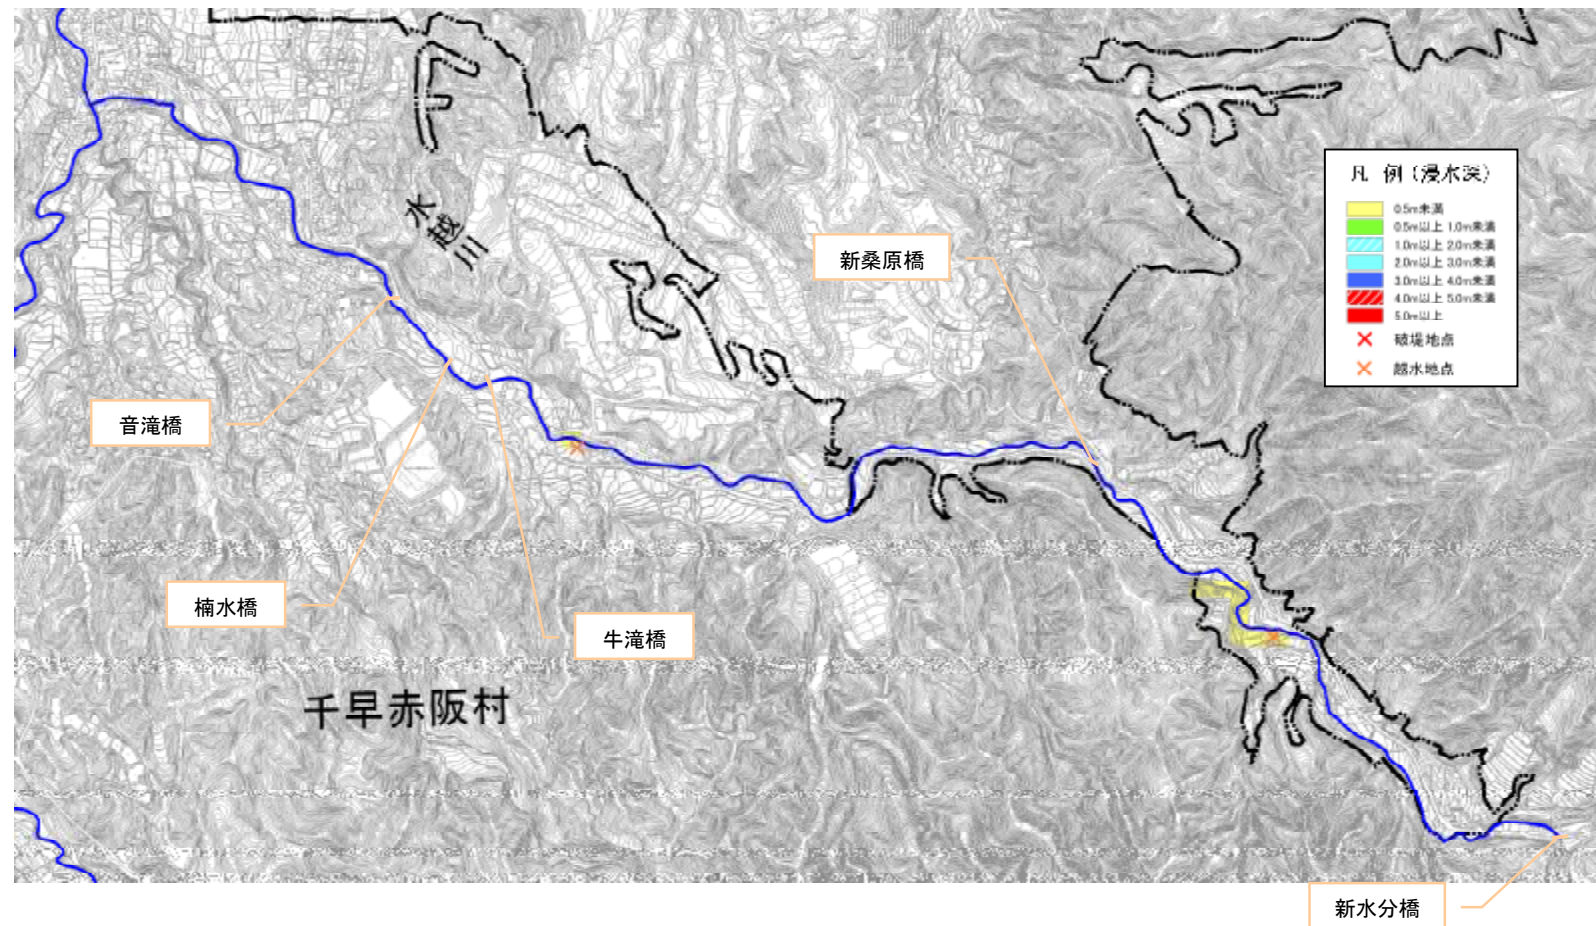 水越川
凡 例（浸水深）
0.5m未満
0.5m以上 1.0m未満
1.0m以上 2.0m未満
2.0m以上 3.0m未満
3.0m以上 4.0m未満
4.0m以上 5.0m未満
5.0m以上
破堤地点
越水地点
新桑原橋
音滝橋
楠水橋
牛滝橋
千早赤阪村
新水分橋